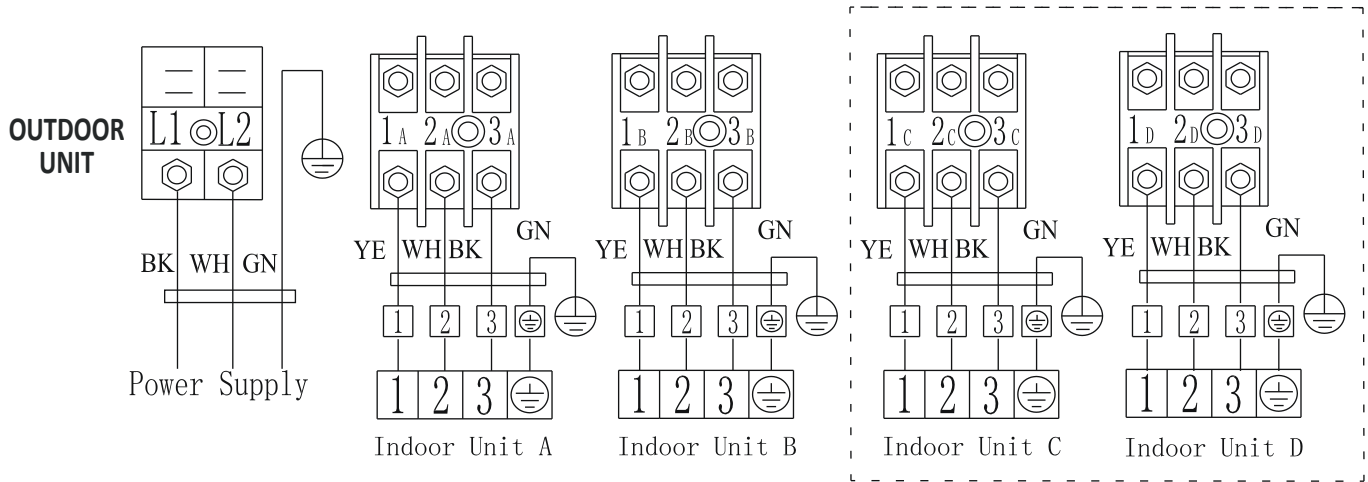 OUTDOOR
UNIT
L1 L2
BK WH GN
Power Supply
1A 2A 3A
YE WH BK GN
1 2 3
1 2 3
Indoor Unit A
1B 2B 3B
YE WH BK GN
1 2 3
1 2 3
Indoor Unit B
1C 2C 3C
YE WH BK GN
1 2 3
1 2 3
Indoor Unit C
1D 2D 3D
YE WH BK GN
1 2 3
1 2 3
Indoor Unit D